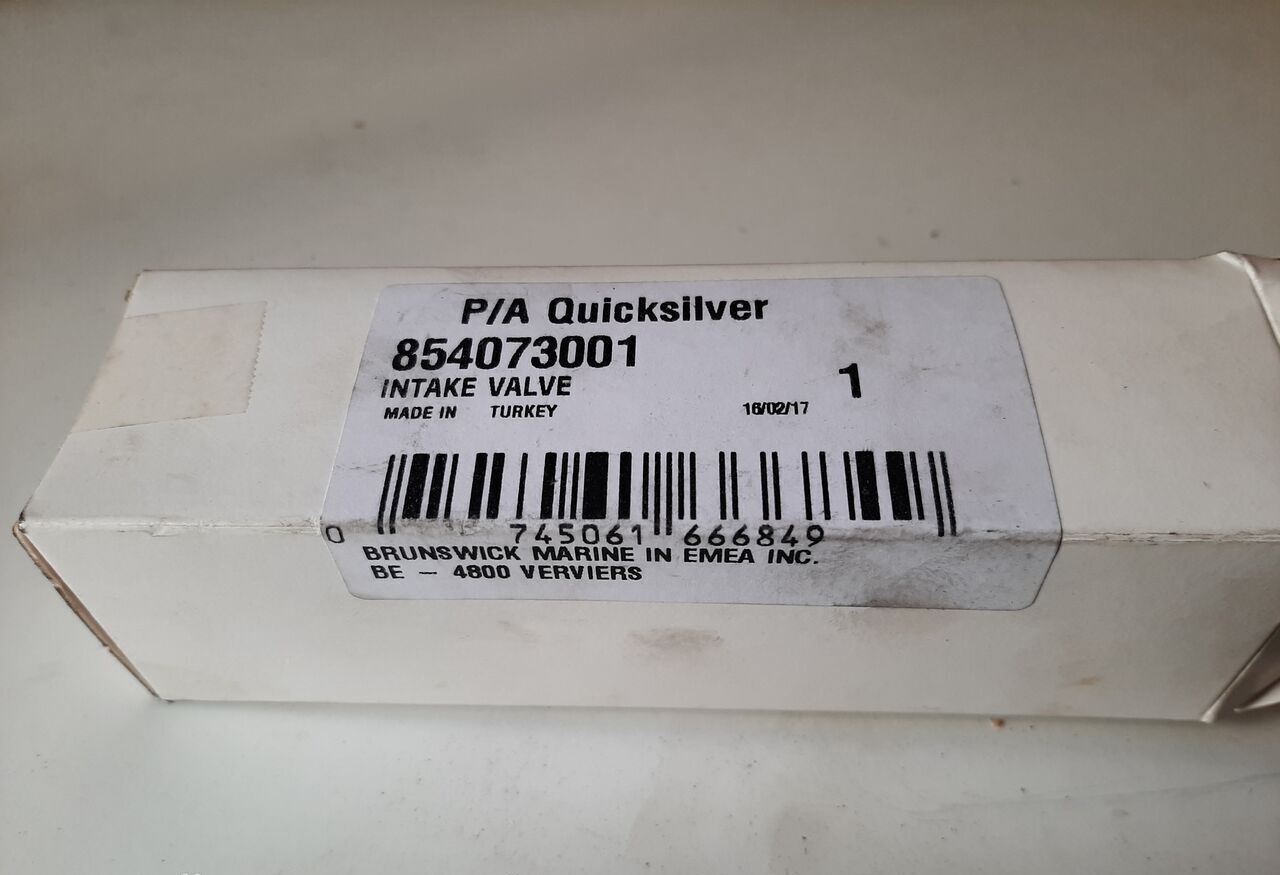 P/A Quicksilver
854073001
INTAKE VALVE
1
MADE IN TURKEY 16/02/17
0 745061 666849
BRUNSWICK MARINE IN EMEA INC.
BE - 4800 VERVIERS